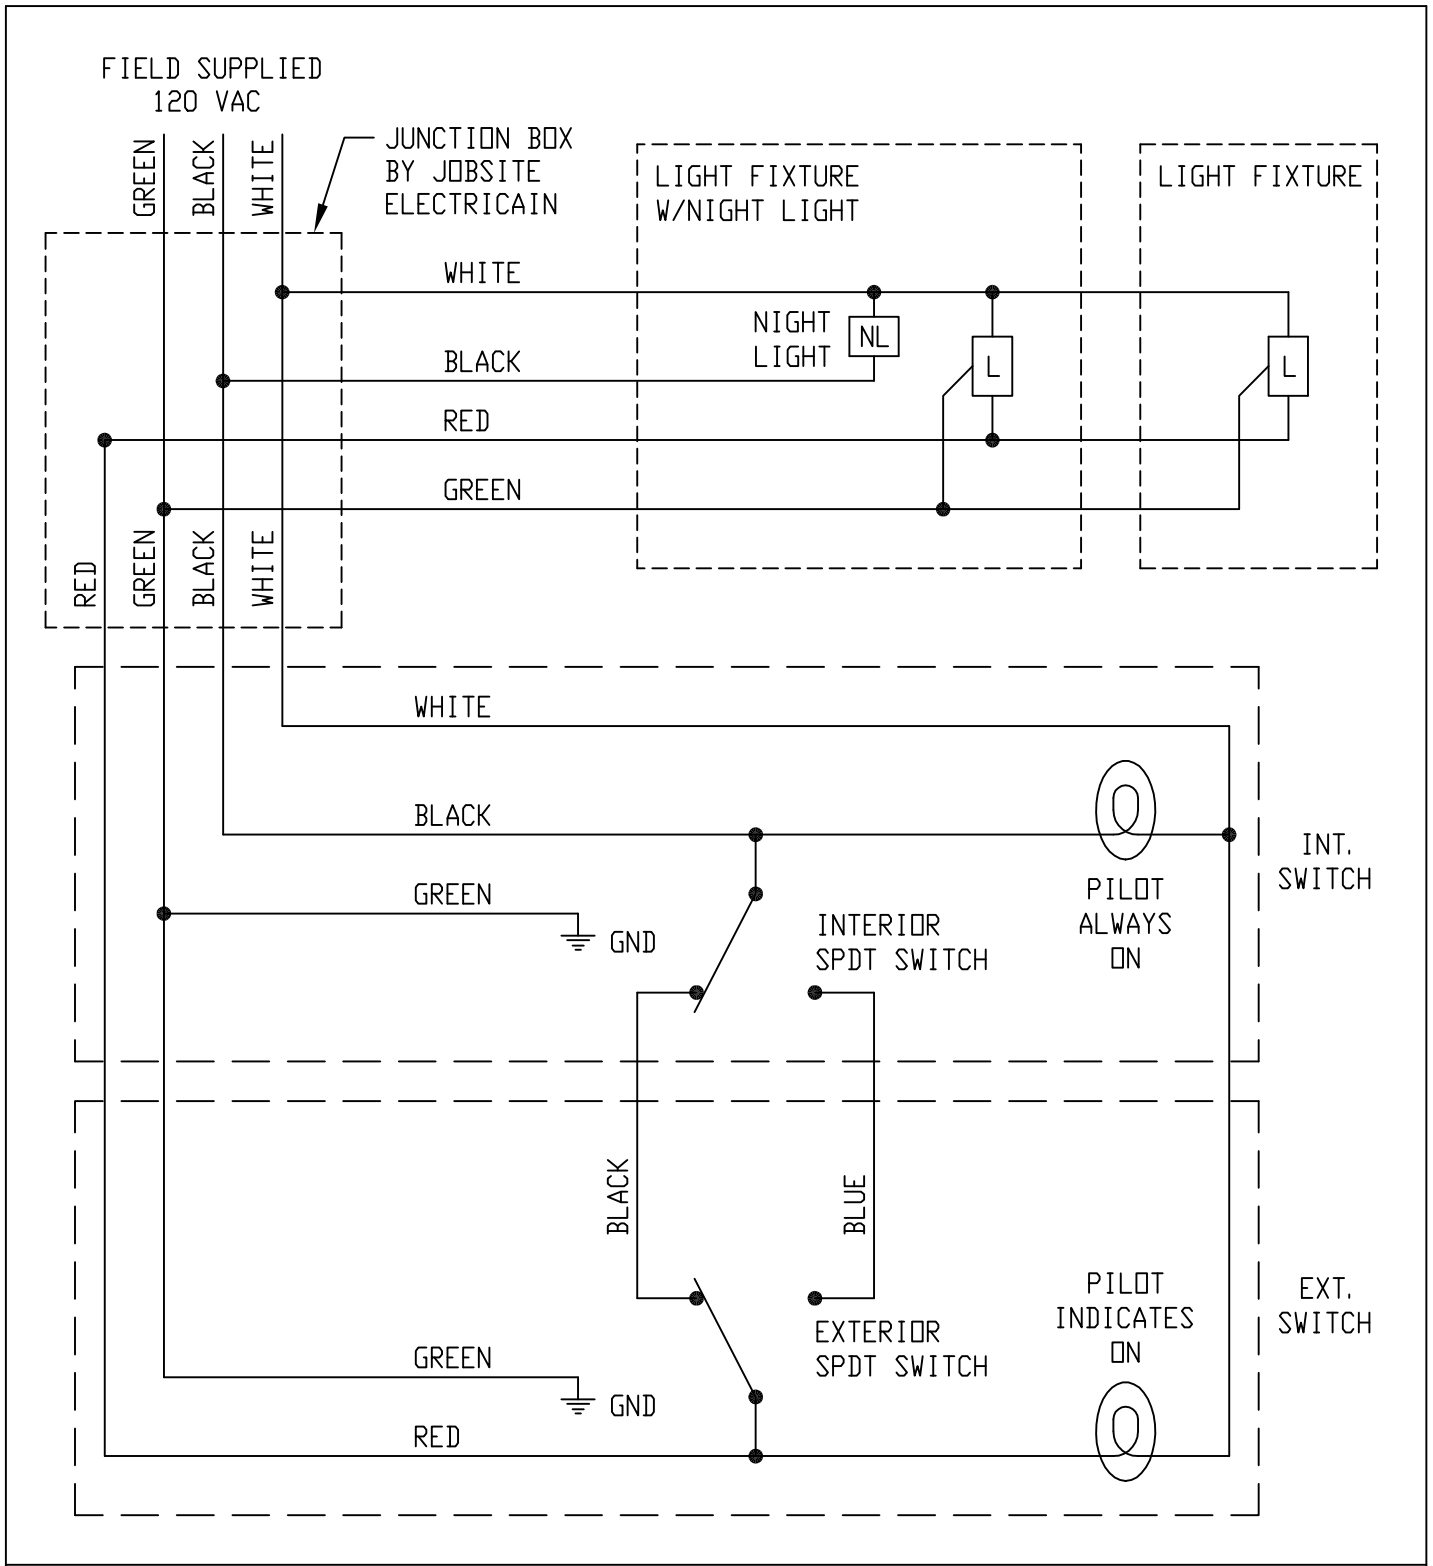 FIELD SUPPLIED
120 VAC
GREEN
BLACK
WHITE
JUNCTION BOX
BY JOBSITE
ELECTRICAIN
LIGHT FIXTURE
W/NIGHT LIGHT
LIGHT FIXTURE
WHITE
NIGHT
LIGHT
NL
L
L
BLACK
RED
GREEN
RED
GREEN
BLACK
WHITE
WHITE
BLACK
GREEN
GND
INTERIOR
SPDT SWITCH
PILOT
ALWAYS
ON
INT.
SWITCH
BLACK
BLUE
PILOT
INDICATES
ON
EXT.
SWITCH
EXTERIOR
SPDT SWITCH
GREEN
GND
RED